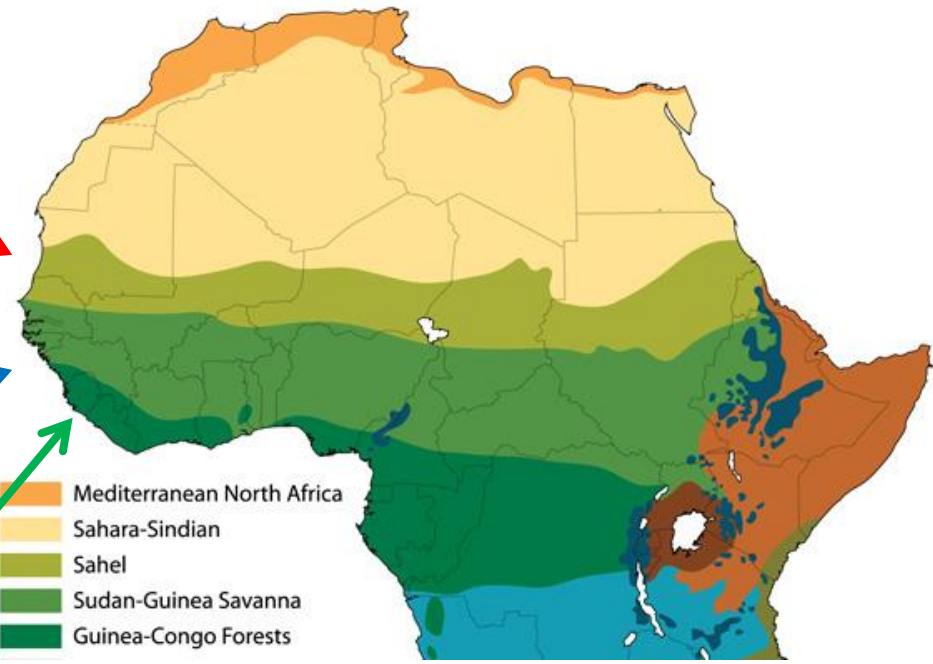 Mediterranean North Africa
Sahara-Sindian
Sahel
Sudan-Guinea Savanna
Guinea-Congo Forests